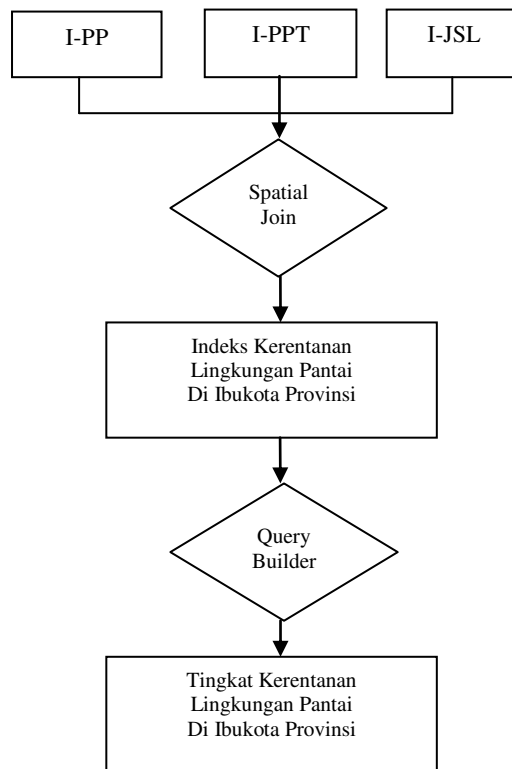 I-PP
I-PPT
I-JSL
Spatial
Join
Indeks Kerentanan
Lingkungan Pantai
Di Ibukota Provinsi
Query
Builder
Tingkat Kerentanan
Lingkungan Pantai
Di Ibukota Provinsi